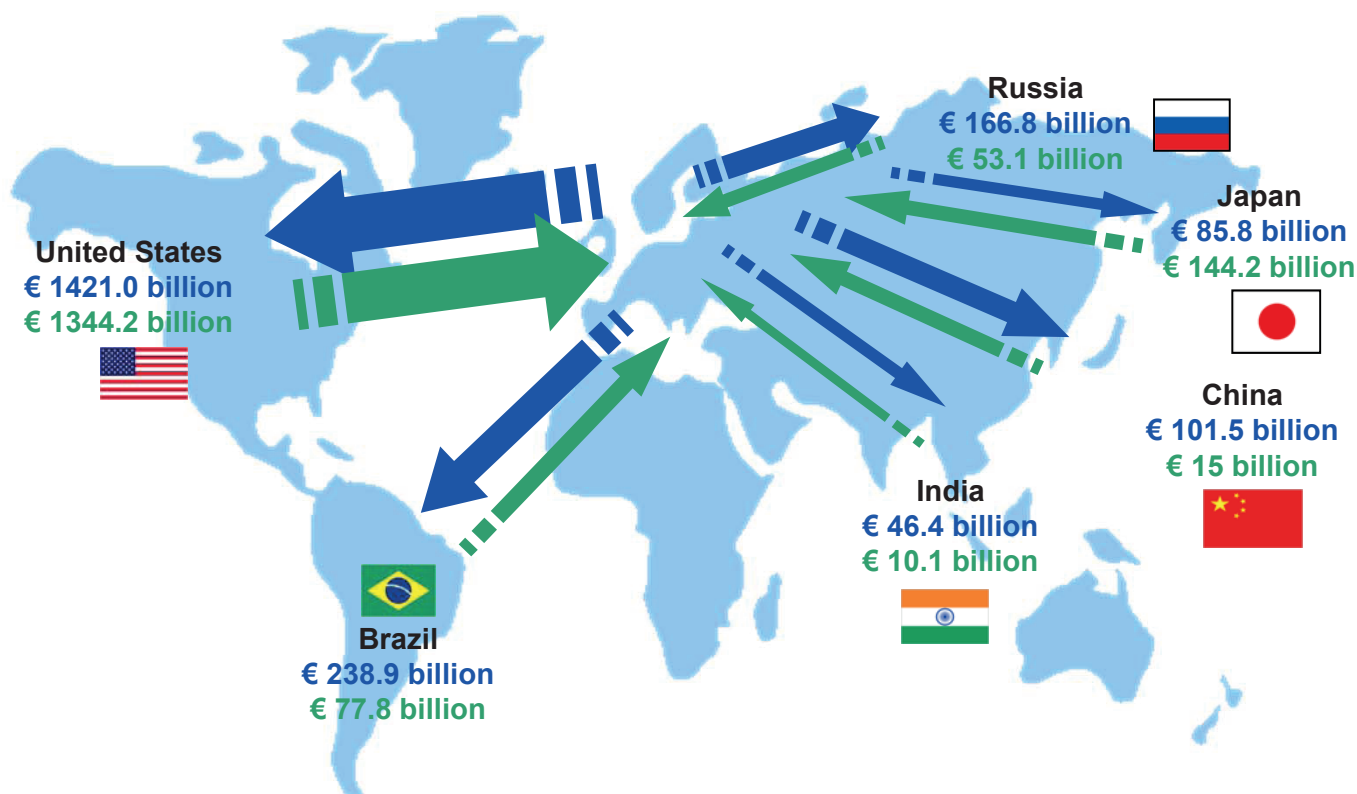 Russia
€ 166.8 billion
€ 53.1 billion
Japan
€ 85.8 billion
€ 144.2 billion
United States
€ 1421.0 billion
€ 1344.2 billion
China
€ 101.5 billion
€ 15 billion
India
€ 46.4 billion
€ 10.1 billion
Brazil
€ 238.9 billion
€ 77.8 billion